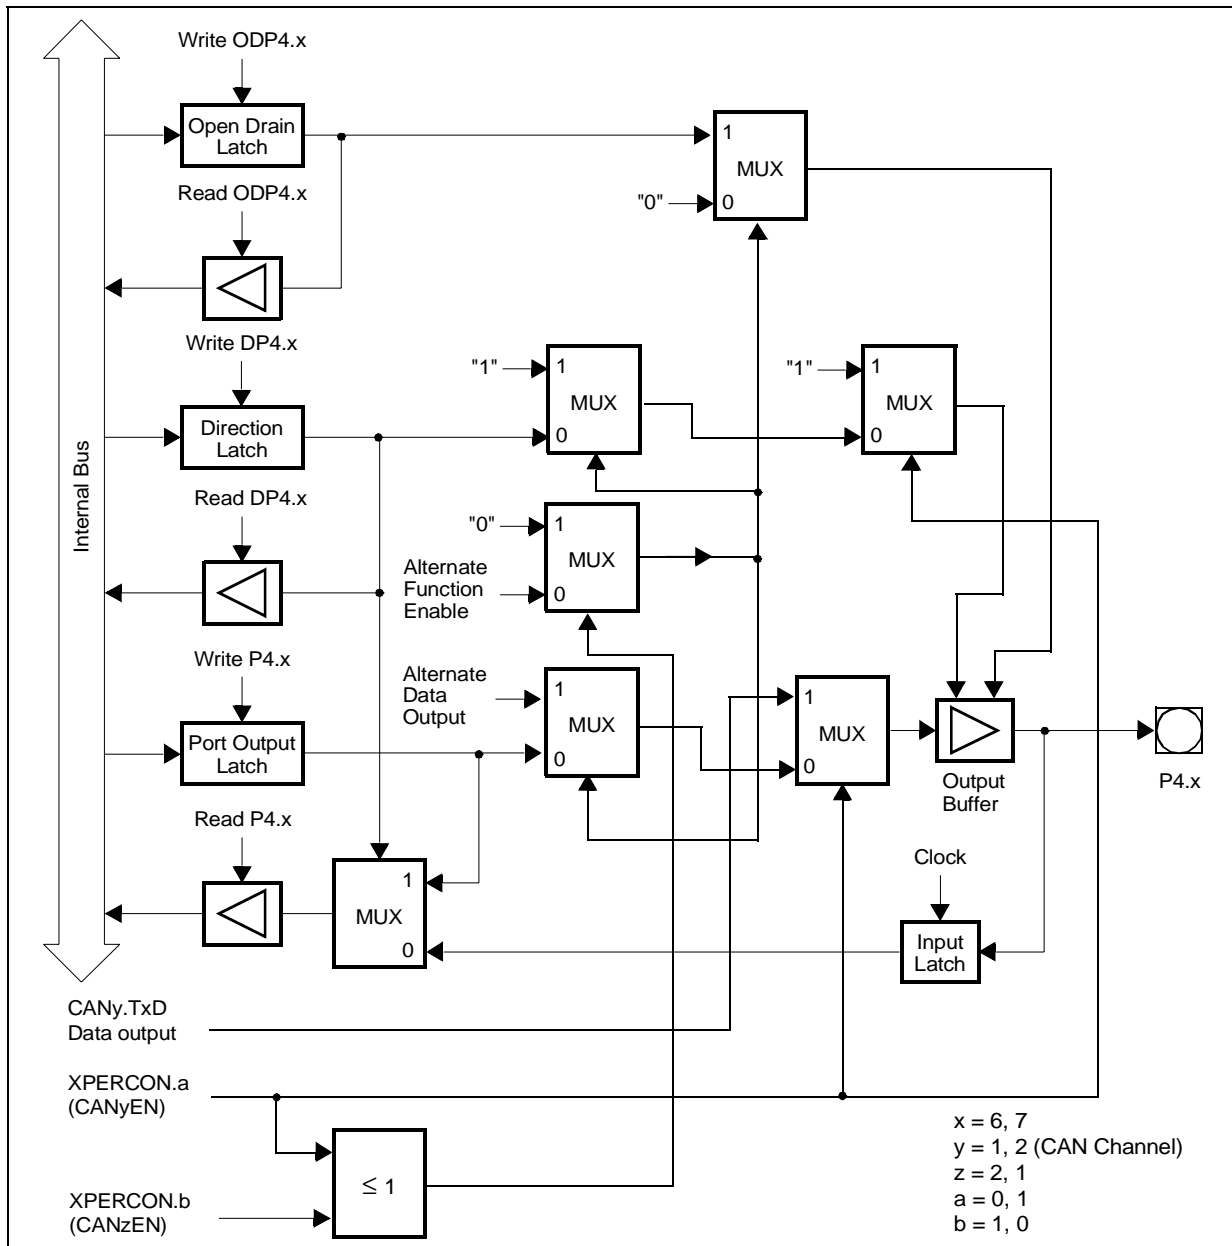 Write ODP4.x
Open Drain
Latch
Read ODP4.x
1
MUX
"0"
0
Write DP4.x
Direction
Latch
Read DP4.x
Internal Bus
"1"
1
MUX
0
"1"
1
MUX
0
"0"
1
MUX
0
Alternate
Function
Enable
Write P4.x
Port Output
Latch
Read P4.x
Alternate
Data
Output
1
MUX
0
1
MUX
0
Output
Buffer
P4.x
1
MUX
0
Clock
Input
Latch
CANy.TxD
Data output
XPERCON.a
(CANyEN)
XPERCON.b
(CANzEN)
≤ 1
x = 6, 7
y = 1, 2 (CAN Channel)
z = 2, 1
a = 0, 1
b = 1, 0